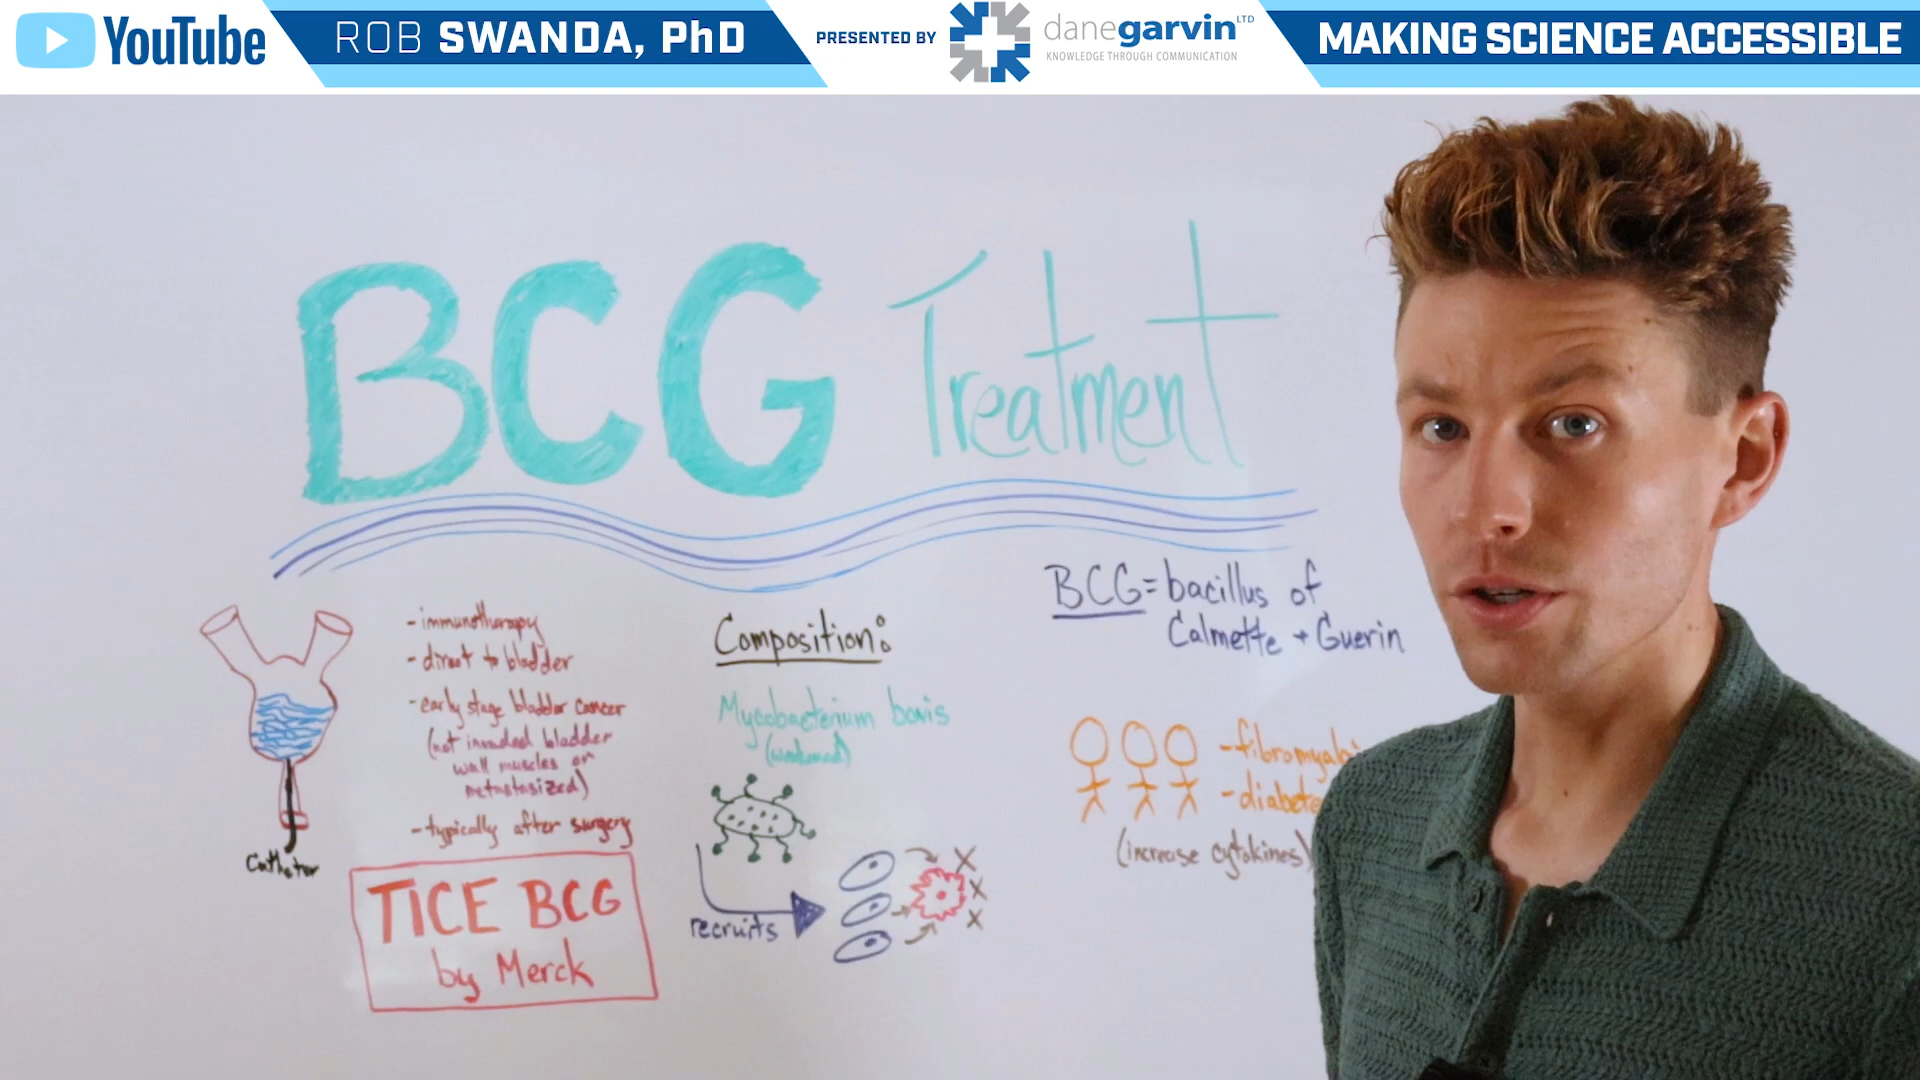 YouTube
ROB SWANDA, PhD
PRESENTED BY
danegarvin LTD
KNOWLEDGE THROUGH COMMUNICATION
MAKING SCIENCE ACCESSIBLE
BCG Treatment
- immunotherapy
- direct to bladder
- early stage bladder cancer
(not invaded bladder
wall muscles or
metastasized)
- typically after surgery
Catheter
TICE BCG
by Merck
Composition:
Mycobacterium bovis
(weakened)
recruits
BCG = bacillus of
Calmette + Guerin
- fibromyal
- diabete
(increase cytokines)